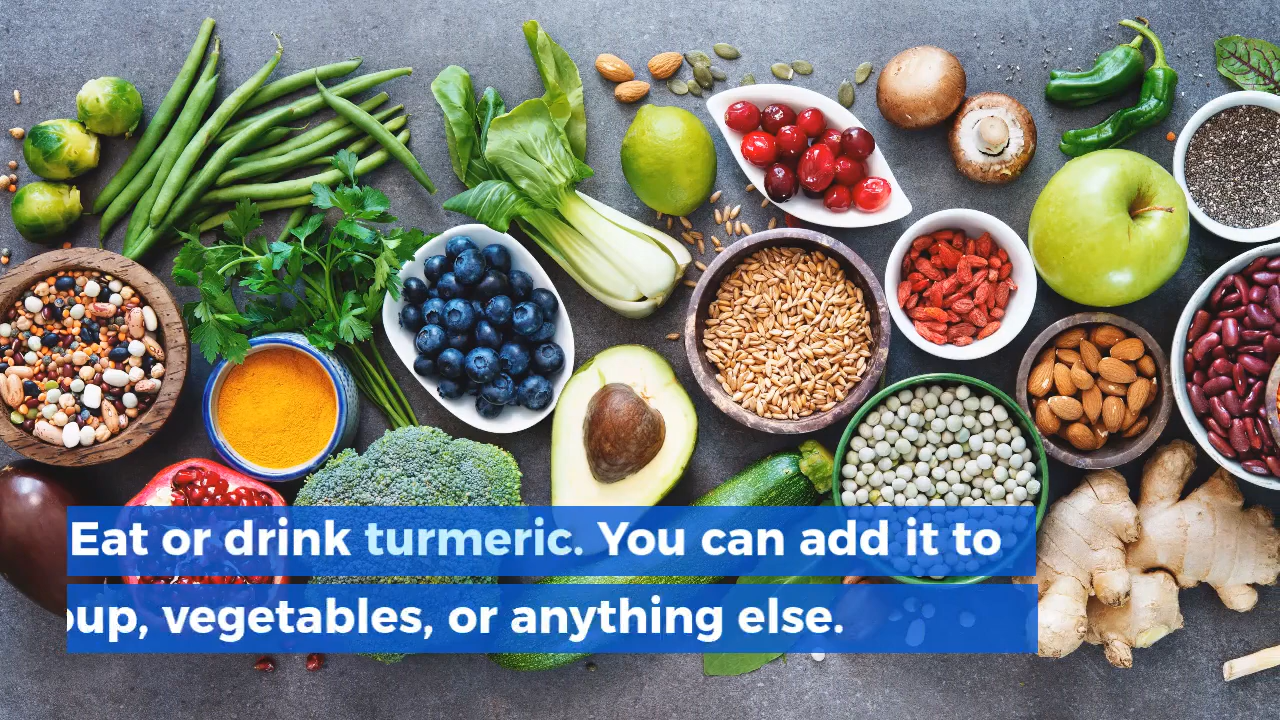 Eat or drink turmeric. You can add it to
oup, vegetables, or anything else.